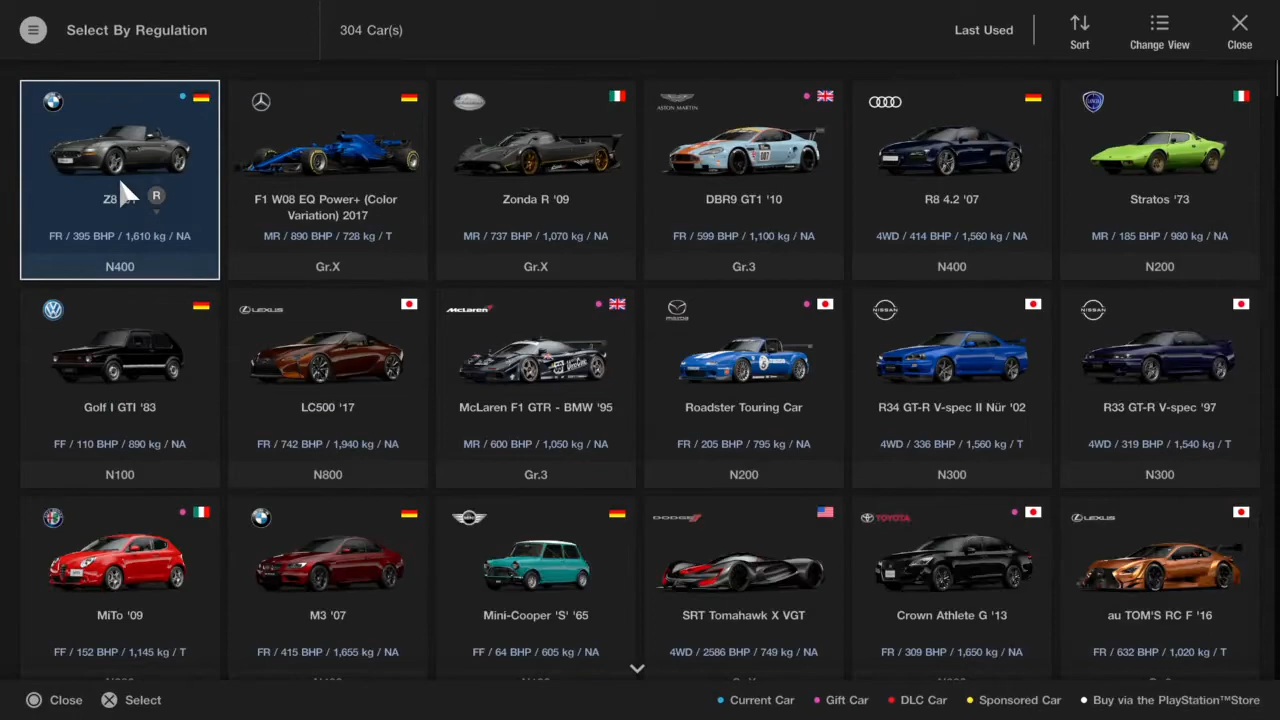 Select By Regulation
304 Car(s)
Last Used
Sort
Change View
Close
Z8
R
FR / 395 BHP / 1,610 kg / NA
N400
F1 W08 EQ Power+ (Color
Variation) 2017
MR / 890 BHP / 728 kg / T
Gr.X
Zonda R '09
MR / 737 BHP / 1,070 kg / NA
Gr.X
ASTON MARTIN
DBR9 GT1 '10
FR / 599 BHP / 1,100 kg / NA
Gr.3
R8 4.2 '07
4WD / 414 BHP / 1,560 kg / NA
N400
Stratos '73
MR / 185 BHP / 980 kg / NA
N200
Golf I GTI '83
FF / 110 BHP / 890 kg / NA
N100
LEXUS
LC500 '17
FR / 742 BHP / 1,940 kg / NA
N800
McLaren
McLaren F1 GTR - BMW '95
MR / 600 BHP / 1,050 kg / NA
Gr.3
mazda
Roadster Touring Car
FR / 205 BHP / 795 kg / NA
N200
NISSAN
R34 GT-R V-spec II Nür '02
4WD / 336 BHP / 1,560 kg / T
N300
NISSAN
R33 GT-R V-spec '97
4WD / 319 BHP / 1,540 kg / T
N300
MiTo '09
FF / 152 BHP / 1,145 kg / T
M3 '07
FR / 415 BHP / 1,655 kg / NA
MINI
Mini-Cooper 'S' '65
FF / 64 BHP / 605 kg / NA
DODGE
SRT Tomahawk X VGT
4WD / 2586 BHP / 749 kg / NA
TOYOTA
Crown Athlete G '13
FR / 309 BHP / 1,650 kg / NA
LEXUS
au TOM'S RC F '16
FR / 632 BHP / 1,020 kg / T
Close
Select
Current Car
Gift Car
DLC Car
Sponsored Car
Buy via the PlayStation™Store